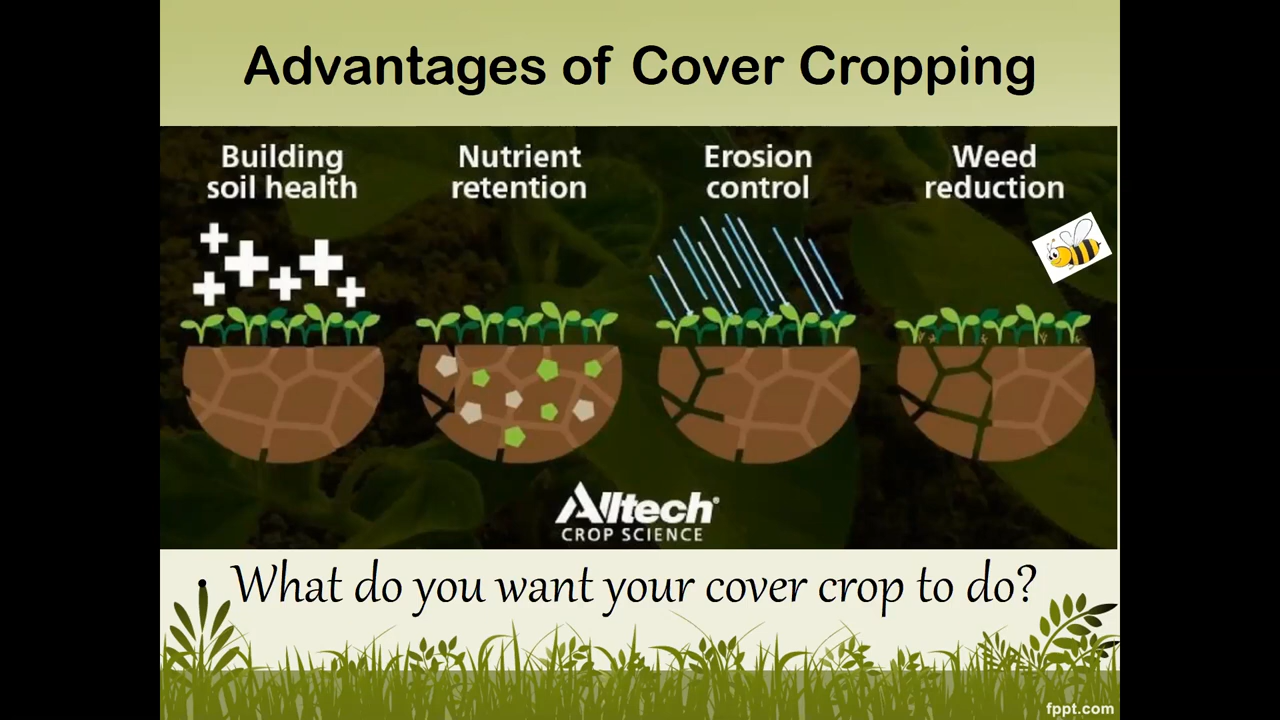 Advantages of Cover Cropping
Building
soil health
Nutrient
retention
Erosion
control
Weed
reduction
Alltech®
CROP SCIENCE
• What do you want your cover crop to do?
fppt.com